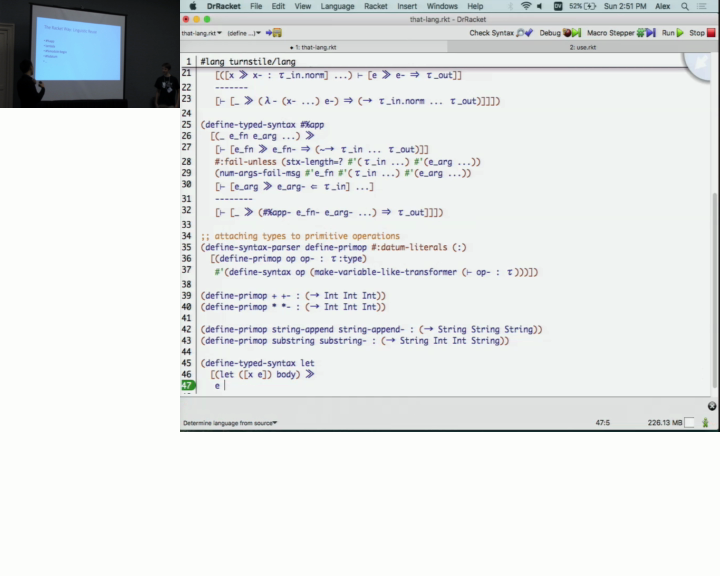 DrRacket File Edit View Language Racket Insert Windows Help 52% Sun 2:51 PM Alex
that-lang.rkt - DrRacket
that-lang.rkt▼ (define ...)▼ Check Syntax Debug Macro Stepper Run Stop
• 1: that-lang.rkt 2: use.rkt
1 #lang turnstile/lang
21 [([x ≫ x- : τ_in.norm] ...) ⊢ [e ≫ e- ⇒ τ_out]]
22 -------
23 [⊢ [_ ≫ (λ- (x- ...) e-) ⇒ (→ τ_in.norm ... τ_out)]]])
24
25 (define-typed-syntax #%app
26 [(_ e_fn e_arg ...) ≫
27 [⊢ [e_fn ≫ e_fn- ⇒ (~→ τ_in ... τ_out)]]
28 #:fail-unless (stx-length=? #'(τ_in ...) #'(e_arg ...))
29 (num-args-fail-msg #'e_fn #'(τ_in ...) #'(e_arg ...))
30 [⊢ [e_arg ≫ e_arg- ⇐ τ_in] ...]
31 --------
32 [⊢ [_ ≫ (#%app- e_fn- e_arg- ...) ⇒ τ_out]]])
33
34 ;; attaching types to primitive operations
35 (define-syntax-parser define-primop #:datum-literals (:)
36 [(define-primop op op- : τ:type)
37 #'(define-syntax op (make-variable-like-transformer (⊢ op- : τ)))])
38
39 (define-primop + +- : (→ Int Int Int))
40 (define-primop * *- : (→ Int Int Int))
41
42 (define-primop string-append string-append- : (→ String String String))
43 (define-primop substring substring- : (→ String Int Int String))
44
45 (define-typed-syntax let
46 [(let ([x e]) body) ≫
47 e
Determine language from source▼ 47:5 226.13 MB